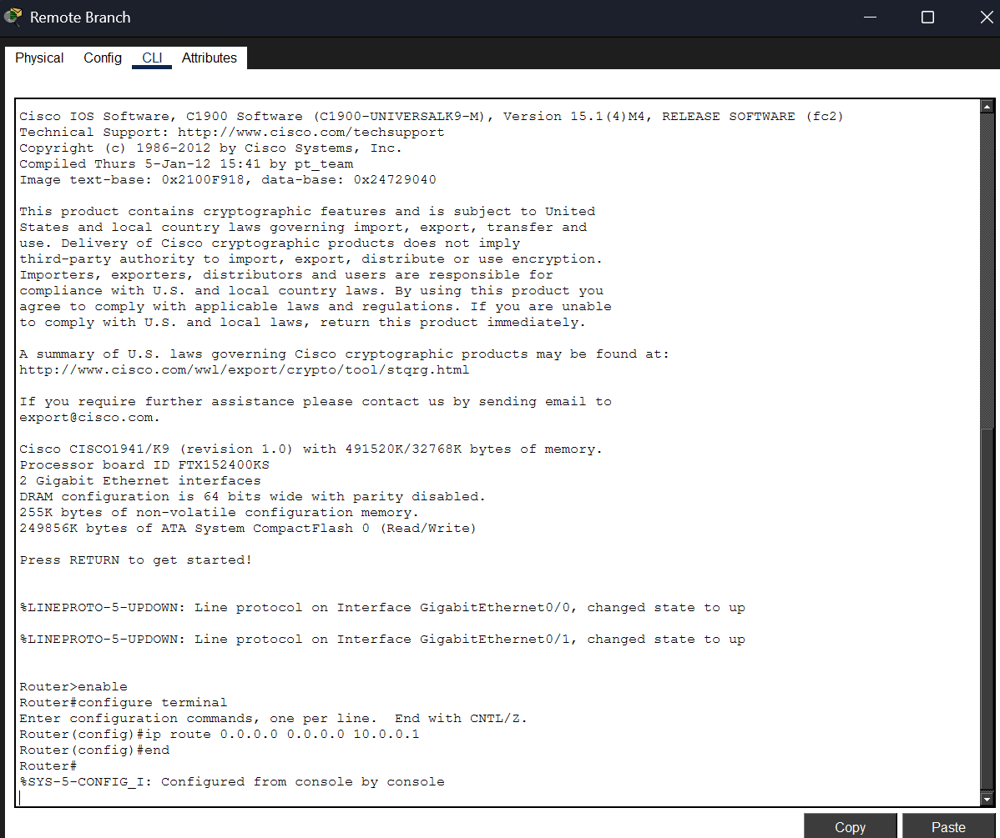 Remote Branch
Physical Config CLI Attributes
Cisco IOS Software, C1900 Software (C1900-UNIVERSALK9-M), Version 15.1(4)M4, RELEASE SOFTWARE (fc2)
Technical Support: http://www.cisco.com/techsupport
Copyright (c) 1986-2012 by Cisco Systems, Inc.
Compiled Thurs 5-Jan-12 15:41 by pt_team
Image text-base: 0x2100F918, data-base: 0x24729040
This product contains cryptographic features and is subject to United
States and local country laws governing import, export, transfer and
use. Delivery of Cisco cryptographic products does not imply
third-party authority to import, export, distribute or use encryption.
Importers, exporters, distributors and users are responsible for
compliance with U.S. and local country laws. By using this product you
agree to comply with applicable laws and regulations. If you are unable
to comply with U.S. and local laws, return this product immediately.
A summary of U.S. laws governing Cisco cryptographic products may be found at:
http://www.cisco.com/wwl/export/crypto/tool/stqrg.html
If you require further assistance please contact us by sending email to
export@cisco.com.
Cisco CISCO1941/K9 (revision 1.0) with 491520K/32768K bytes of memory.
Processor board ID FTX152400KS
2 Gigabit Ethernet interfaces
DRAM configuration is 64 bits wide with parity disabled.
255K bytes of non-volatile configuration memory.
249856K bytes of ATA System CompactFlash 0 (Read/Write)
Press RETURN to get started!
%LINEPROTO-5-UPDOWN: Line protocol on Interface GigabitEthernet0/0, changed state to up
%LINEPROTO-5-UPDOWN: Line protocol on Interface GigabitEthernet0/1, changed state to up
Router>enable
Router#configure terminal
Enter configuration commands, one per line.  End with CNTL/Z.
Router(config)#ip route 0.0.0.0 0.0.0.0 10.0.0.1
Router(config)#end
Router#
%SYS-5-CONFIG_I: Configured from console by console
Copy Paste